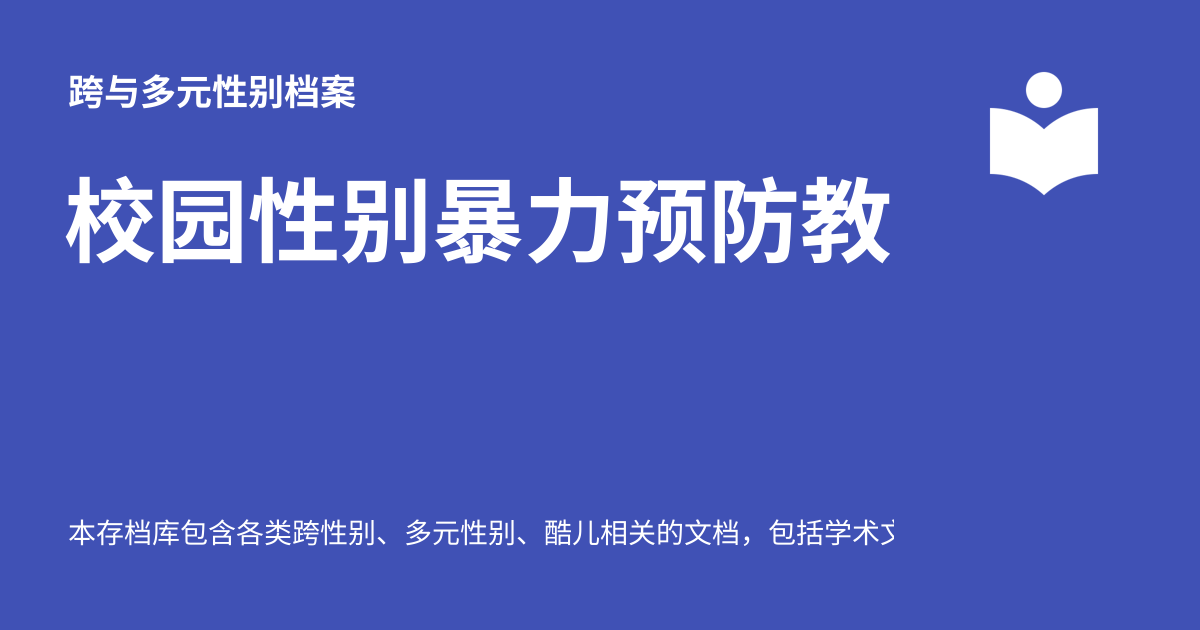 跨与多元性别档案
校园性别暴力预防教
本存档库包含各类跨性别、多元性别、酷儿相关的文档，包括学术